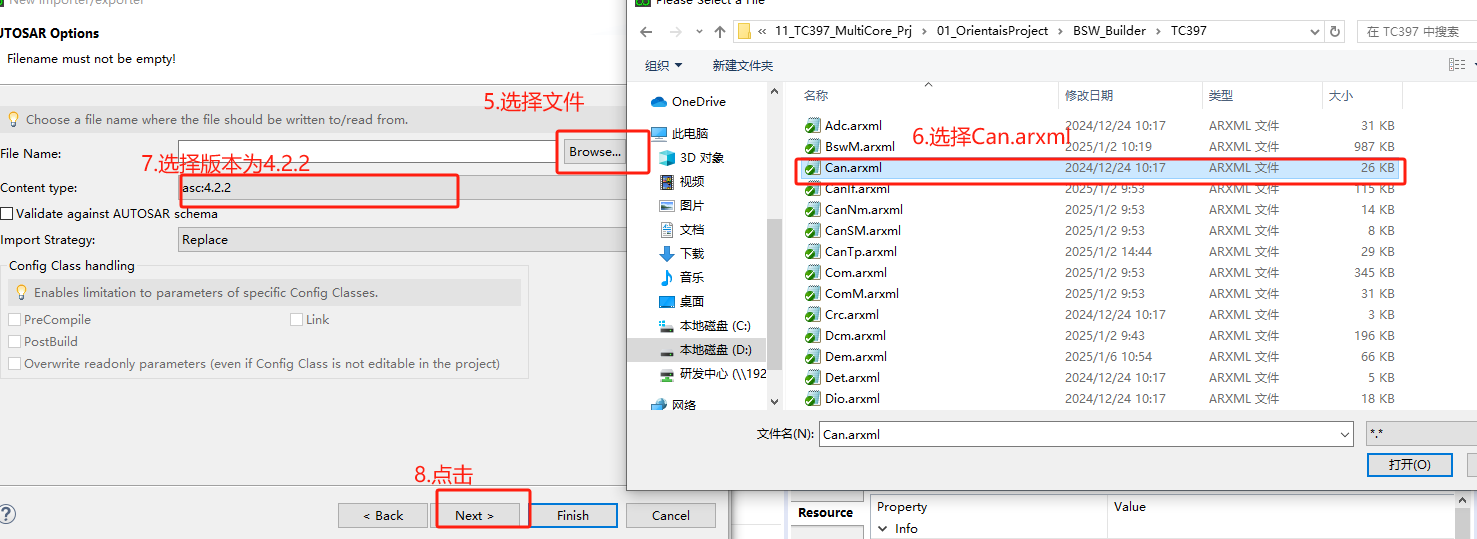 New Importer/exporter
UTOSAR Options
Filename must not be empty!
Choose a file name where the file should be written to/read from.
5.选择文件
File Name:
Browse...
7.选择版本为4.2.2
Content type:
asc:4.2.2
Validate against AUTOSAR schema
Import Strategy:
Replace
Config Class handling
Enables limitation to parameters of specific Config Classes.
PreCompile
Link
PostBuild
Overwrite readonly parameters (even if Config Class is not editable in the project)
8.点击
?
< Back
Next >
Finish
Cancel
Please Select a File
« 11_TC397_MultiCore_Prj › 01_OrientaisProject › BSW_Builder › TC397
在 TC397 中搜索
组织
新建文件夹
OneDrive
此电脑
3D 对象
视频
图片
文档
下载
音乐
桌面
本地磁盘 (C:)
本地磁盘 (D:)
研发中心 (\\192
网络
名称 修改日期 类型 大小
Adc.arxml 2024/12/24 10:17 ARXML 文件 31 KB
6.选择Can.arxml
BswM.arxml 2025/1/2 10:19 ARXML 文件 987 KB
Can.arxml 2024/12/24 10:17 ARXML 文件 26 KB
CanIf.arxml 2025/1/2 9:53 ARXML 文件 115 KB
CanNm.arxml 2025/1/2 9:53 ARXML 文件 14 KB
CanSM.arxml 2025/1/2 9:53 ARXML 文件 8 KB
CanTp.arxml 2025/1/2 14:44 ARXML 文件 29 KB
Com.arxml 2025/1/2 9:53 ARXML 文件 345 KB
ComM.arxml 2025/1/2 9:53 ARXML 文件 31 KB
Crc.arxml 2024/12/24 10:17 ARXML 文件 3 KB
Dcm.arxml 2025/1/2 9:43 ARXML 文件 196 KB
Dem.arxml 2025/1/6 10:54 ARXML 文件 66 KB
Det.arxml 2024/12/24 10:17 ARXML 文件 5 KB
Dio.arxml 2024/12/24 10:17 ARXML 文件 18 KB
文件名(N):
Can.arxml
*.*
打开(O)
Resource
Property Value
Info